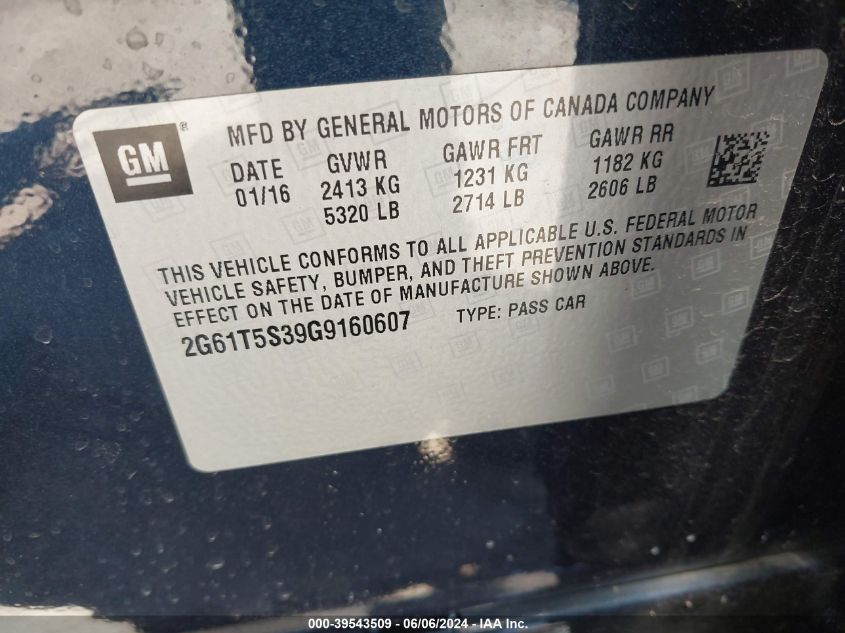 GM ®
MFD BY GENERAL MOTORS OF CANADA COMPANY
DATE GVWR GAWR FRT GAWR RR
01/16 2413 KG 1231 KG 1182 KG
5320 LB 2714 LB 2606 LB
THIS VEHICLE CONFORMS TO ALL APPLICABLE U.S. FEDERAL MOTOR
VEHICLE SAFETY, BUMPER, AND THEFT PREVENTION STANDARDS IN
EFFECT ON THE DATE OF MANUFACTURE SHOWN ABOVE.
2G61T5S39G9160607 TYPE: PASS CAR
000-39543509 - 06/06/2024 - IAA Inc.